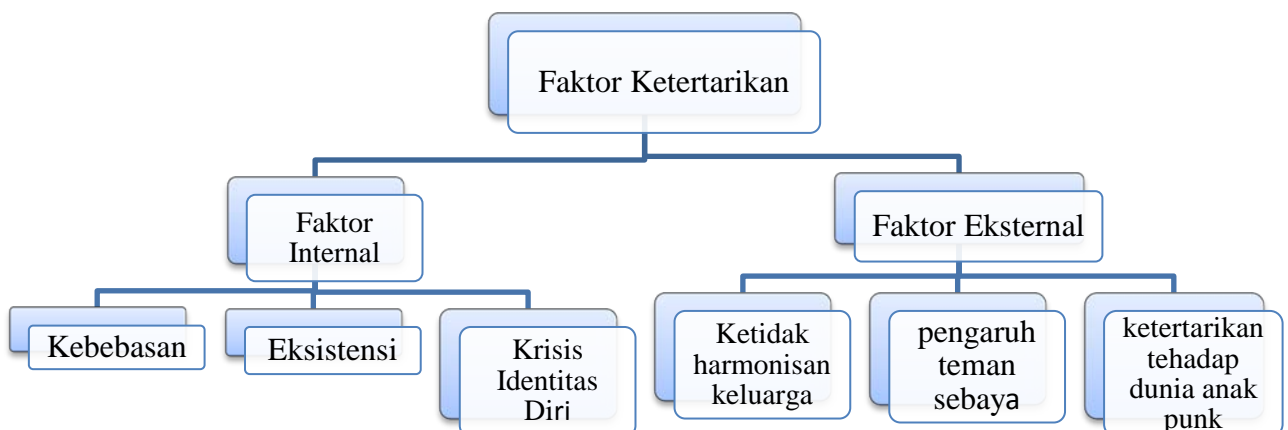 Faktor Ketertarikan
Faktor
Internal
Faktor Eksternal
Kebebasan
Eksistensi
Krisis
Identitas
Diri
Ketidak
harmonisan
keluarga
pengaruh
teman
sebaya
ketertarikan
tehadap
dunia anak
punk